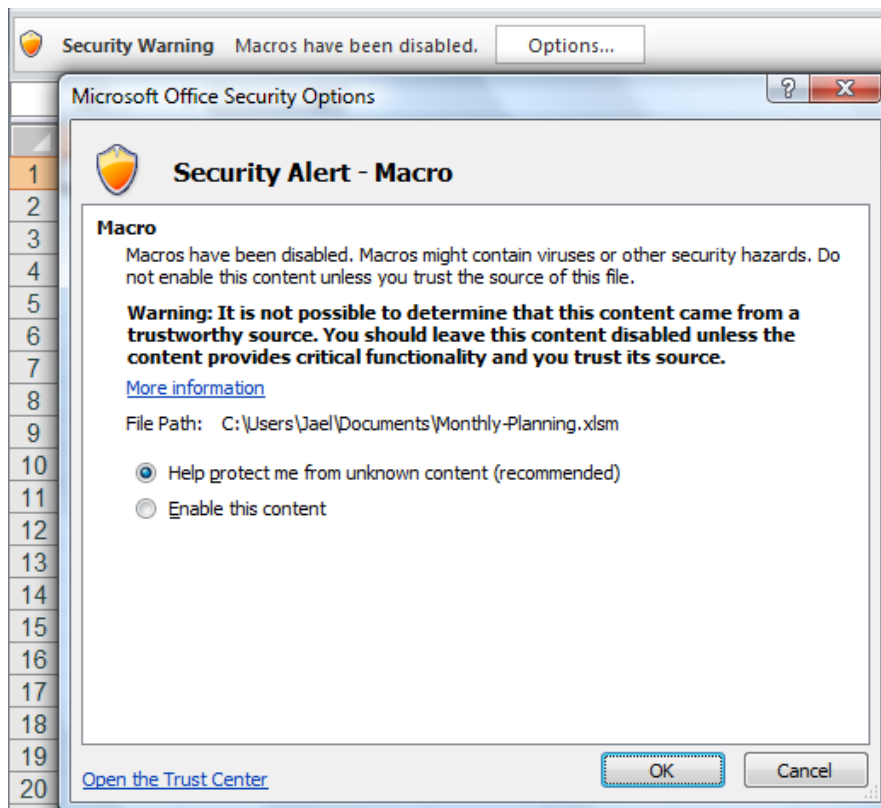 Security Warning Macros have been disabled. Options...
Microsoft Office Security Options
? X
Security Alert - Macro
Macro
Macros have been disabled. Macros might contain viruses or other security hazards. Do
not enable this content unless you trust the source of this file.
Warning: It is not possible to determine that this content came from a
trustworthy source. You should leave this content disabled unless the
content provides critical functionality and you trust its source.
More information
File Path: C:\Users\Jael\Documents\Monthly-Planning.xlsm
Help protect me from unknown content (recommended)
Enable this content
Open the Trust Center OK Cancel
1
2
3
4
5
6
7
8
9
10
11
12
13
14
15
16
17
18
19
20